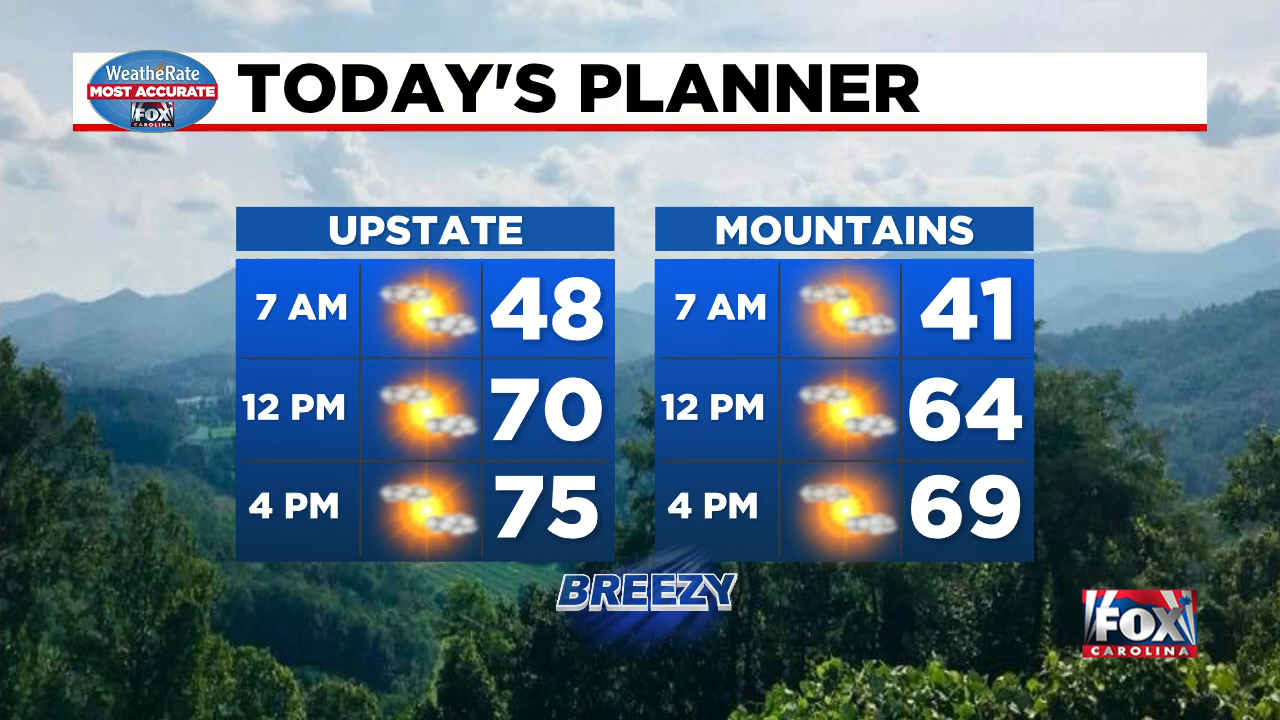 WeatheRate
MOST ACCURATE
FOX
CAROLINA
TODAY'S PLANNER
UPSTATE
7 AM 48
12 PM 70
4 PM 75
MOUNTAINS
7 AM 41
12 PM 64
4 PM 69
BREEZY
FOX
CAROLINA